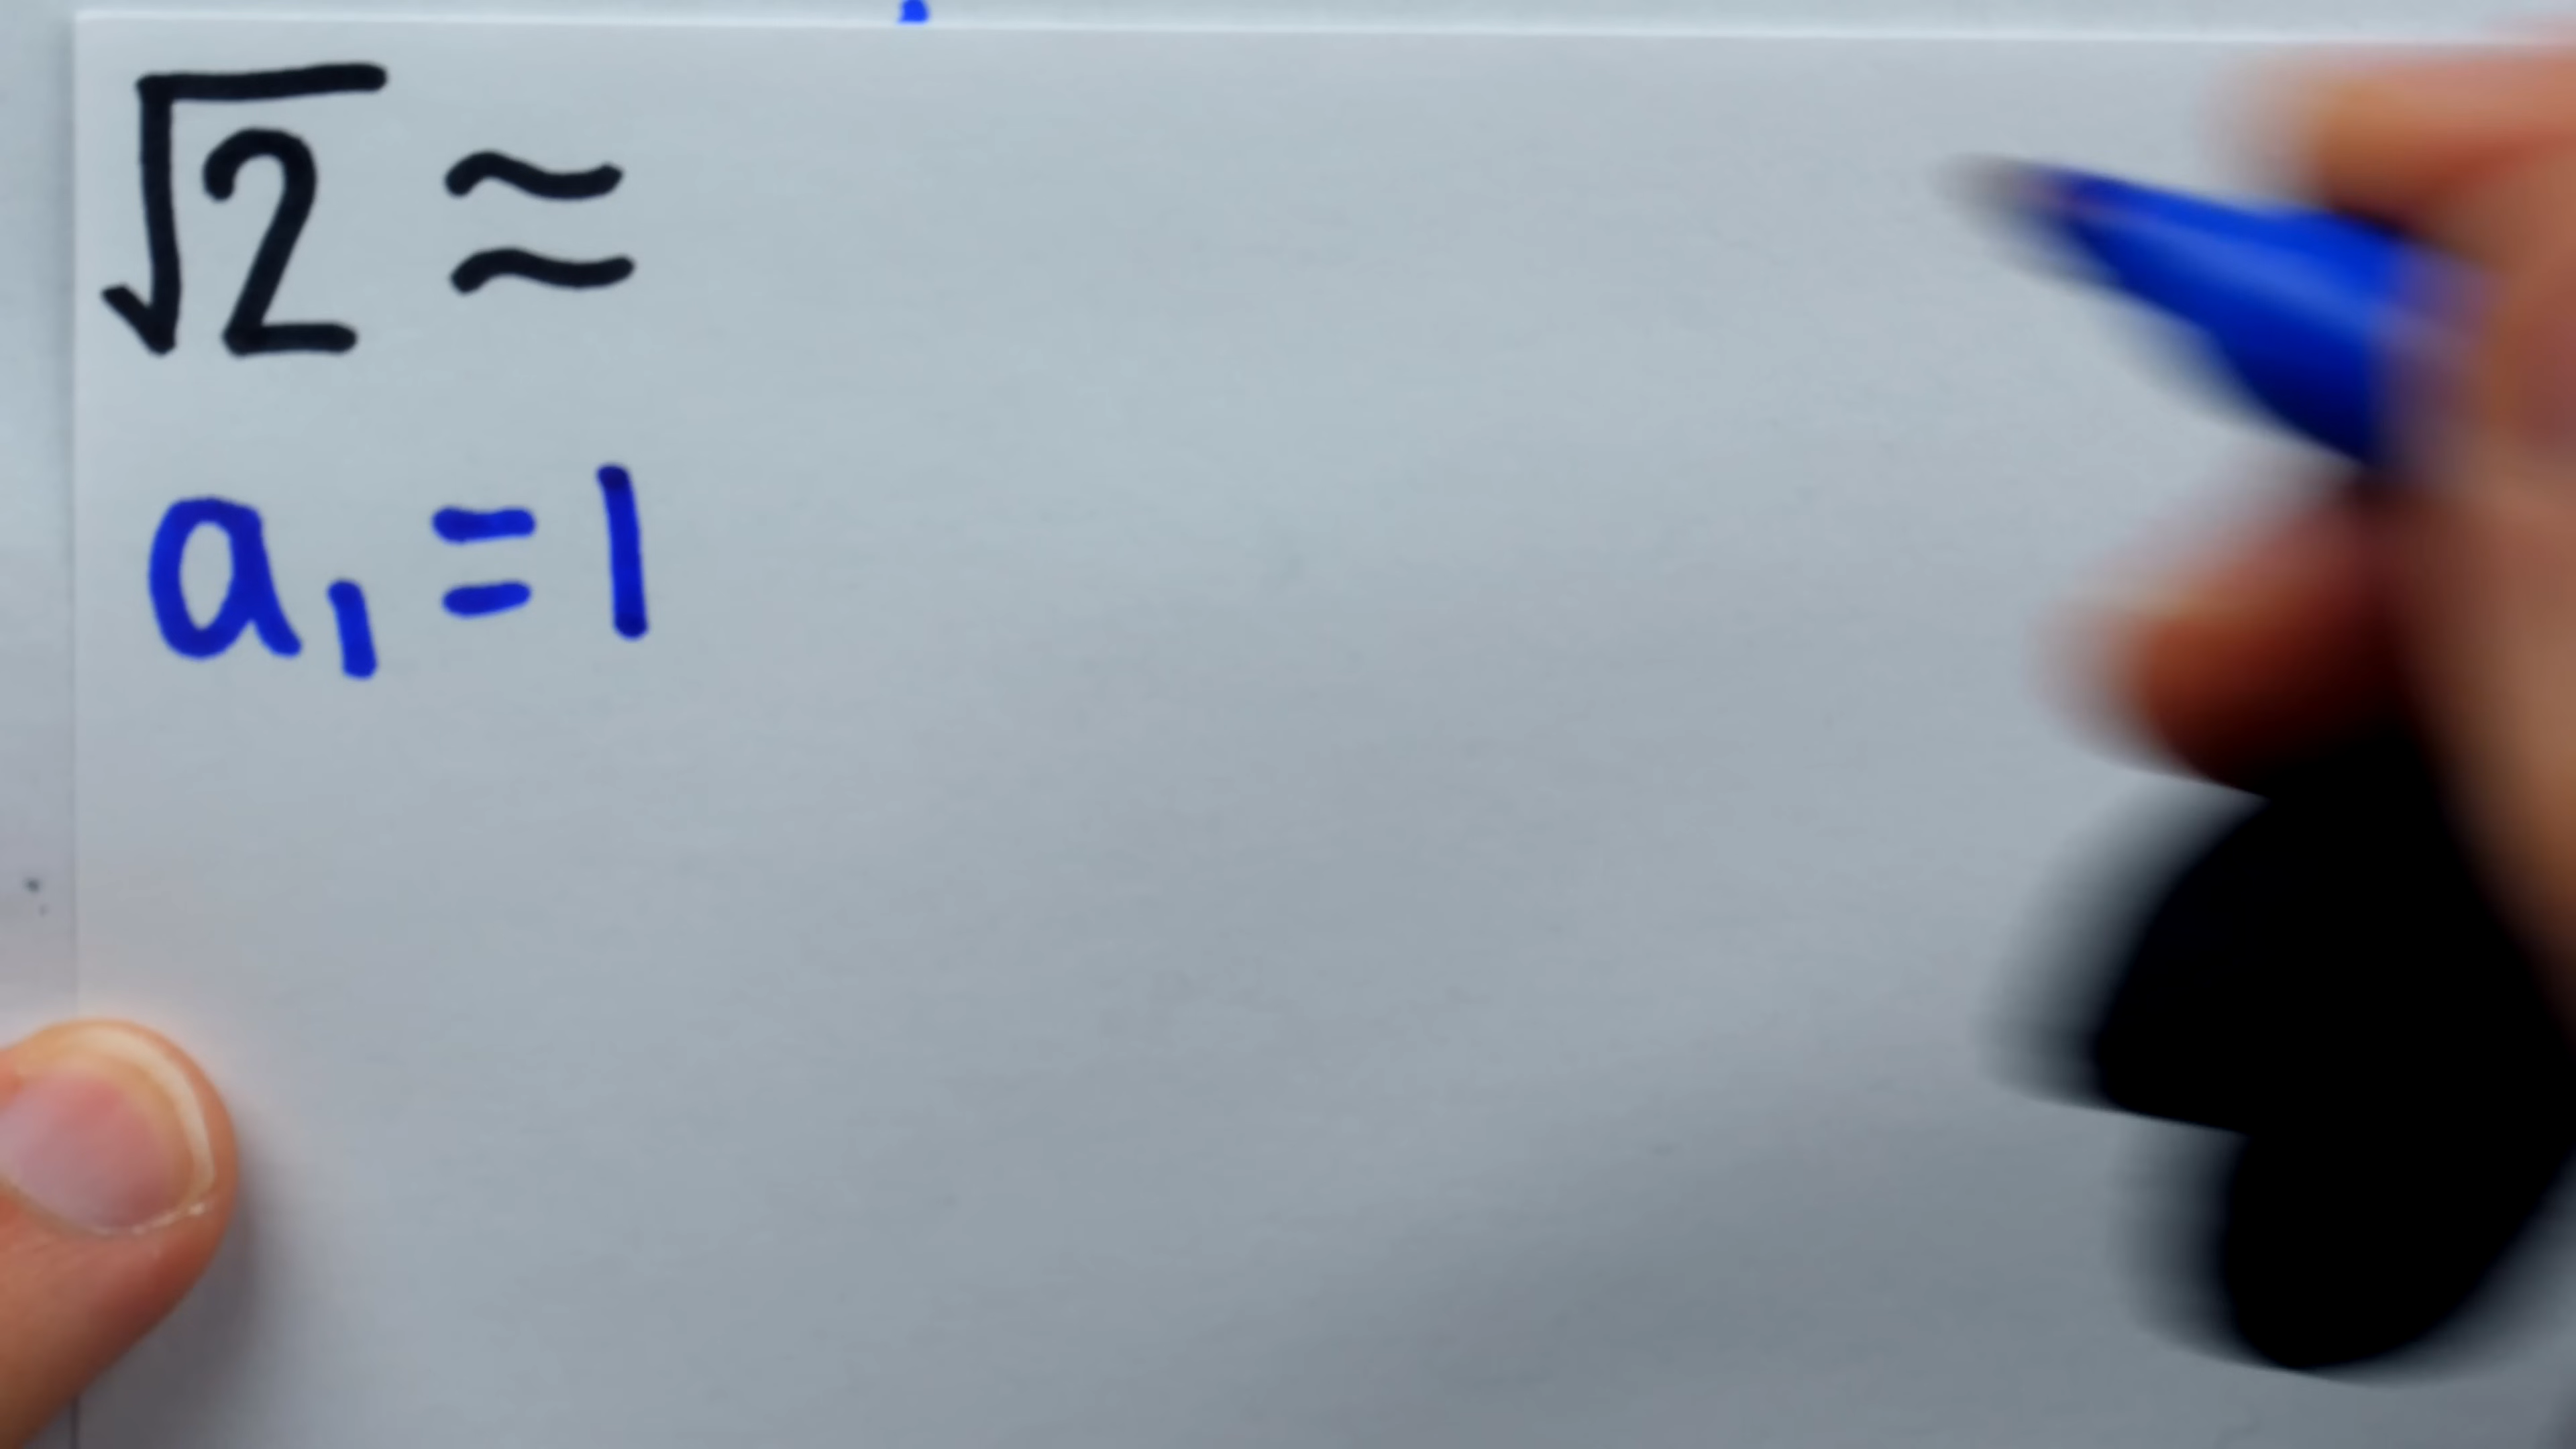 √2 ≈
a₁ = 1